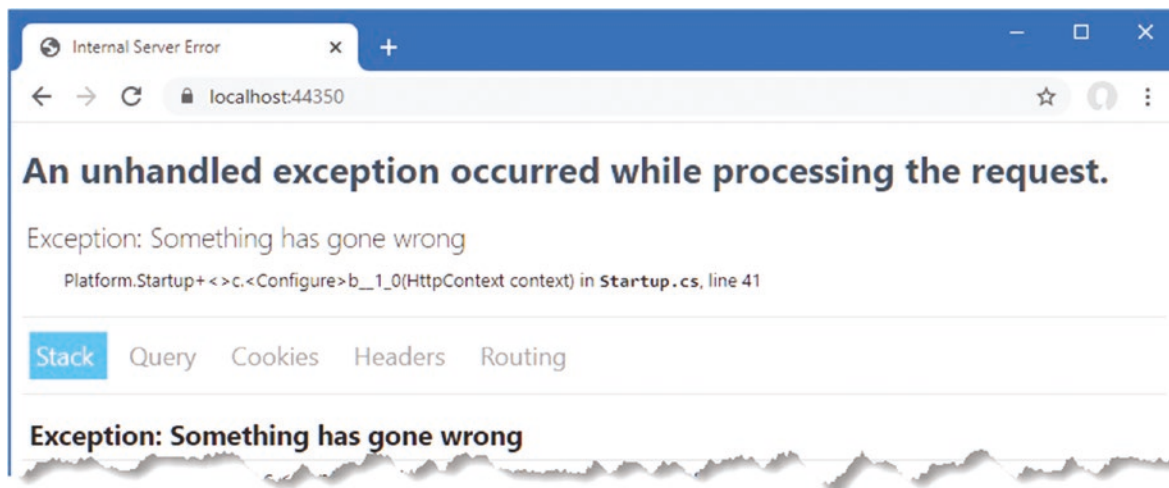 Internal Server Error
localhost:44350
An unhandled exception occurred while processing the request.
Exception: Something has gone wrong
Platform.Startup+<>c.<Configure>b__1_0(HttpContext context) in Startup.cs, line 41
Stack Query Cookies Headers Routing
Exception: Something has gone wrong